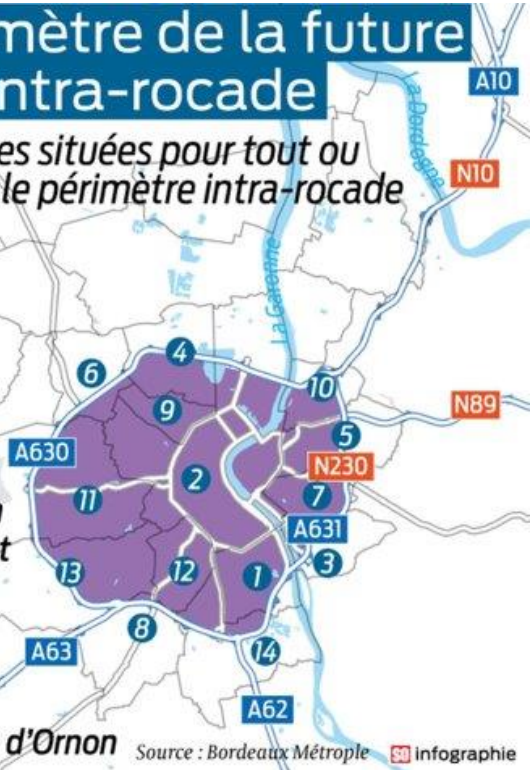 mètre de la future
ntra-rocade
es situées pour tout ou
le périmètre intra-rocade
A10
La Dordogne
N10
La Garonne
4
6
10
9
N89
5
A630
N230
2
11
7
A631
t
3
13
12
1
8
14
A63
A62
d'Ornon
Source : Bordeaux Métrople
SO infographie